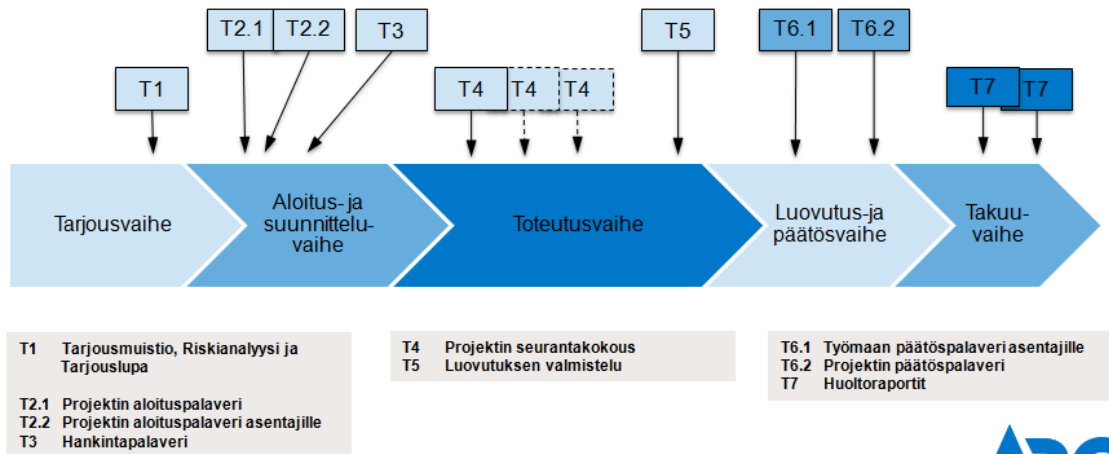 T2.1
T2.2
T3
T5
T6.1
T6.2
T1
T4
T4
T4
T7
T7
Tarjousvaihe
Aloitus- ja
suunnittelu-
vaihe
Toteutusvaihe
Luovutus-ja
päätösvaihe
Takuu-
vaihe
T1 Tarjousmuistio, Riskianalyysi ja
Tarjouslupa
T2.1 Projektin aloituspalaveri
T2.2 Projektin aloituspalaveri asentajille
T3 Hankintapalaveri
T4 Projektin seurantakokous
T5 Luovutuksen valmistelu
T6.1 Työmaan päätöspalaveri asentajille
T6.2 Projektin päätöspalaveri
T7 Huoltoraportit